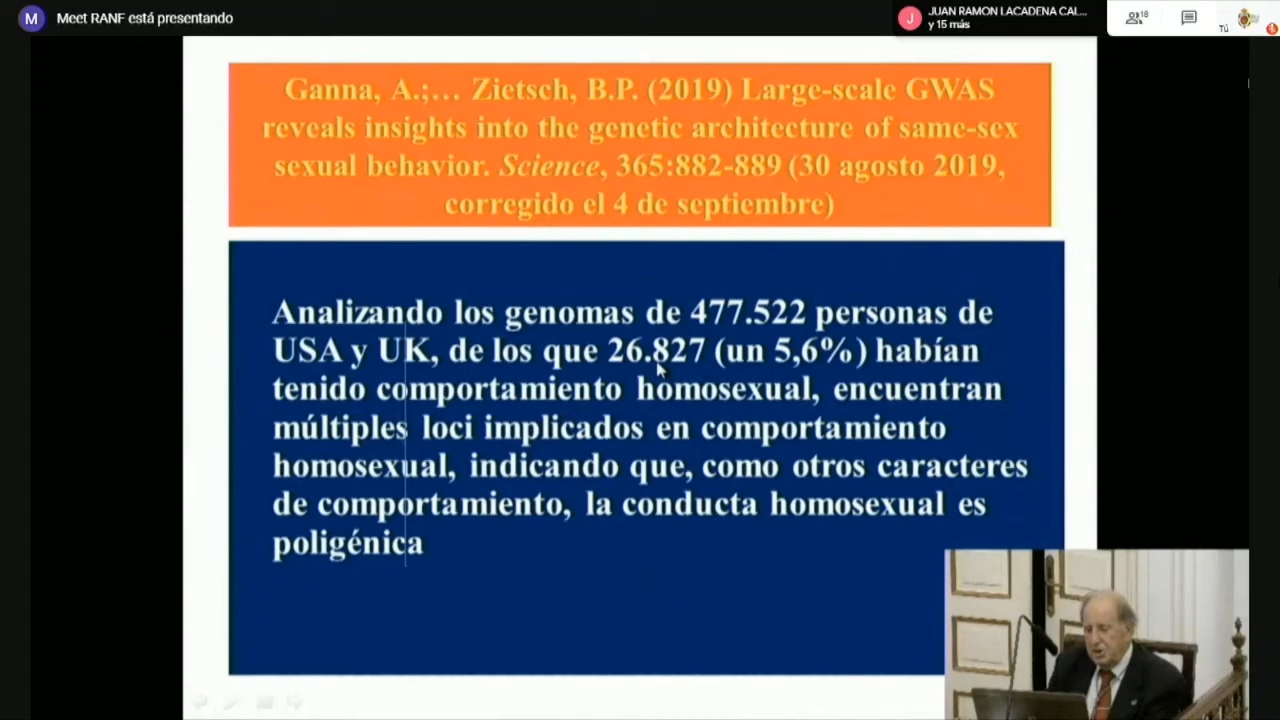 M Meet RANF está presentando
J JUAN RAMON LACADENA CAL...
y 15 más
18
Tú
Ganna, A.;… Zietsch, B.P. (2019) Large-scale GWAS
reveals insights into the genetic architecture of same-sex
sexual behavior. Science, 365:882-889 (30 agosto 2019,
corregido el 4 de septiembre)
Analizando los genomas de 477.522 personas de
USA y UK, de los que 26.827 (un 5,6%) habían
tenido comportamiento homosexual, encuentran
múltiples loci implicados en comportamiento
homosexual, indicando que, como otros caracteres
de comportamiento, la conducta homosexual es
poligénica